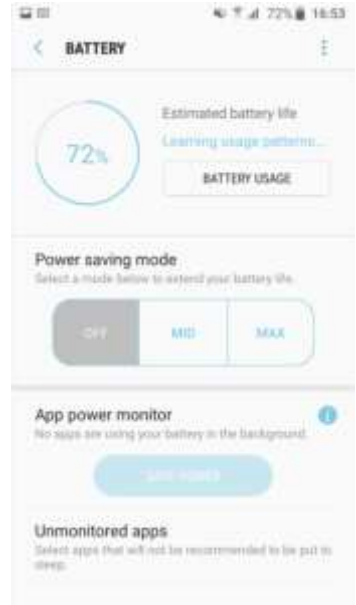 72% 16:53
BATTERY
Estimated battery life
Learning usage patterns...
72%
BATTERY USAGE
Power saving mode
Select a mode below to extend your battery life.
OFF MID MAX
App power monitor
No apps are using your battery in the background.
SAVE POWER
Unmonitored apps
Select apps that will not be recommended to be put to
sleep.